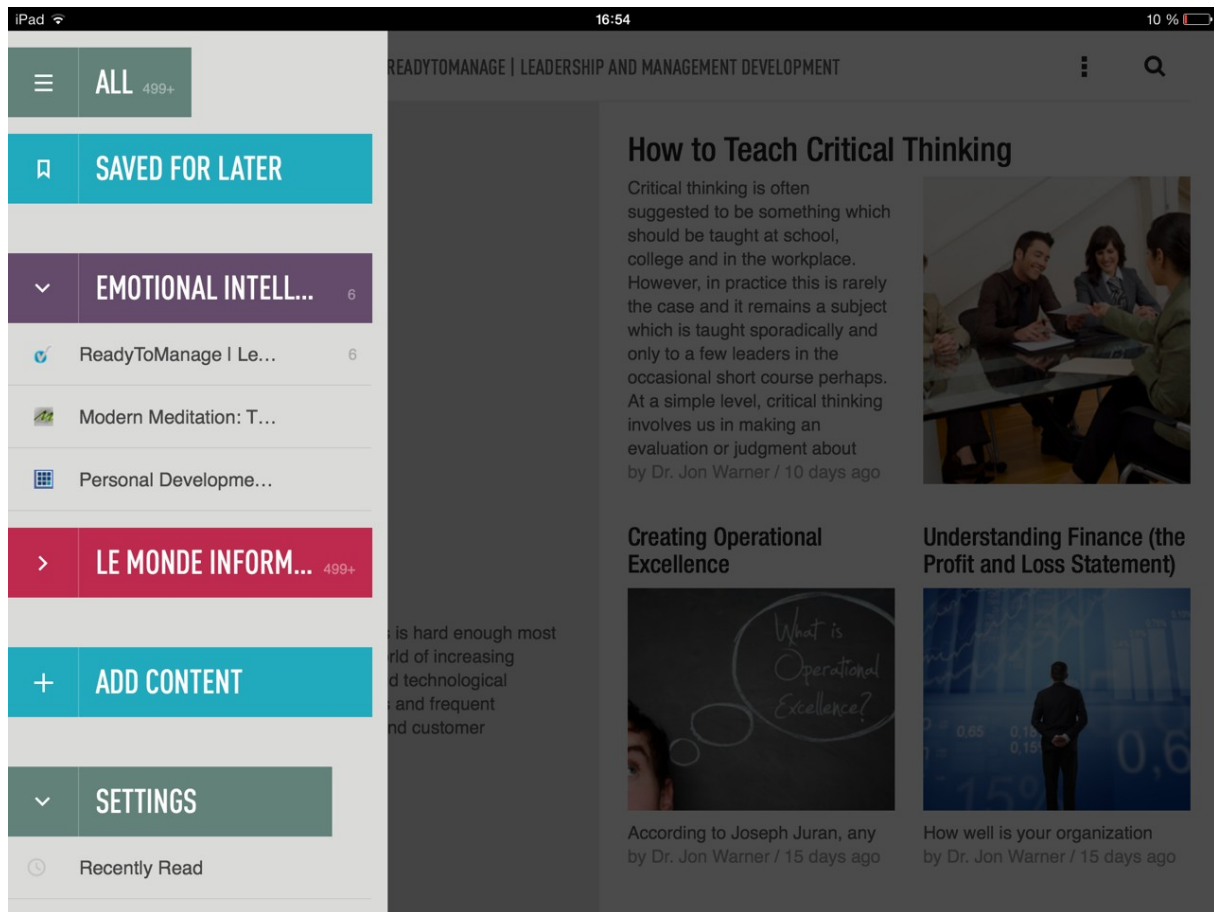 iPad 16:54 10 %
ALL 499+
SAVED FOR LATER
EMOTIONAL INTELL... 6
ReadyToManage | Le... 6
Modern Meditation: T...
Personal Developme...
LE MONDE INFORM... 499+
ADD CONTENT
SETTINGS
Recently Read
READYTOMANAGE | LEADERSHIP AND MANAGEMENT DEVELOPMENT
is hard enough most
rld of increasing
d technological
and frequent
nd customer
How to Teach Critical Thinking
Critical thinking is often
suggested to be something which
should be taught at school,
college and in the workplace.
However, in practice this is rarely
the case and it remains a subject
which is taught sporadically and
only to a few leaders in the
occasional short course perhaps.
At a simple level, critical thinking
involves us in making an
evaluation or judgment about
by Dr. Jon Warner / 10 days ago
Creating Operational
Excellence
What is
Operational
Excellence?
According to Joseph Juran, any
by Dr. Jon Warner / 15 days ago
Understanding Finance (the
Profit and Loss Statement)
0,65
0,15
15%
0,6
How well is your organization
by Dr. Jon Warner / 15 days ago